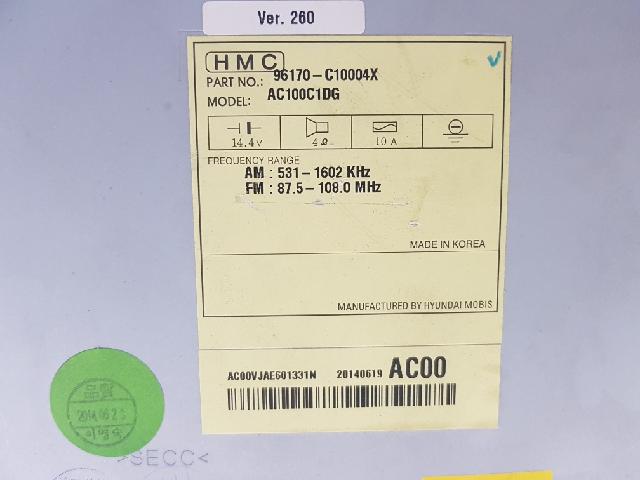 Ver. 260
HMC
PART NO.: 96170-C10004X
MODEL: AC100C1DG
14.4V 4Ω 10 A
FREQUENCY RANGE
AM : 531-1602 KHz
FM : 87.5-108.0 MHz
MADE IN KOREA
MANUFACTURED BY HYUNDAI MOBIS
AC00VJAE601331N 20140619 AC00
品質
2014.06.2
>SECC<